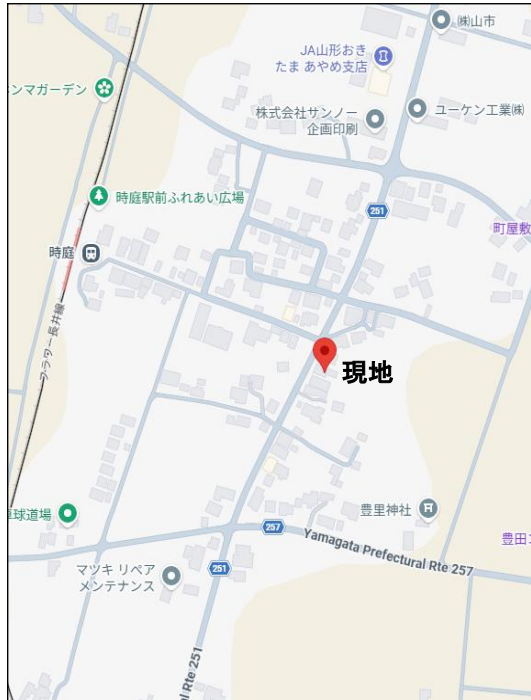 ㈱山市
JA山形おき
たま あやめ支店
ンマガーデン
株式会社サンノー
企画印刷
ユーケン工業㈱
時庭駅前ふれあい広場
251
町屋敷
時庭
フラワー長井線
現地
卓球道場
豊里神社
257
豊田コ
Yamagata Prefectural Rte 257
マツキ リペア
メンテナンス
251
l Rte 251